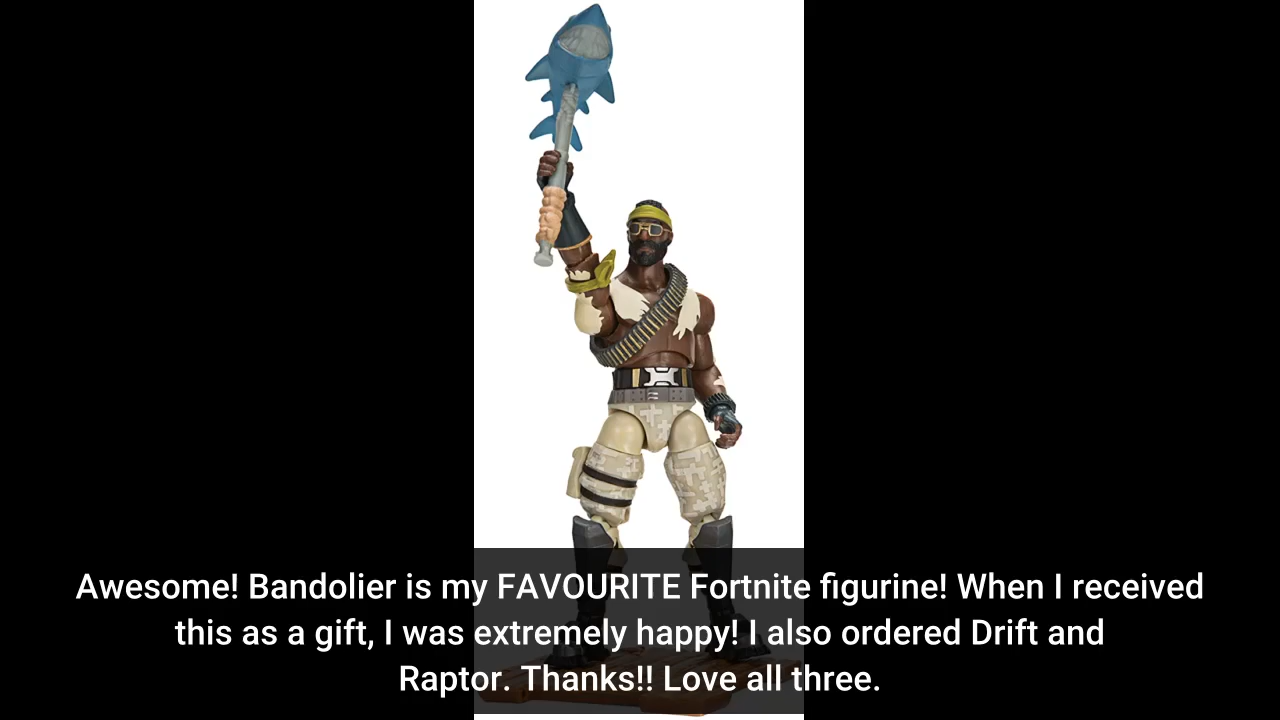 Awesome! Bandolier is my FAVOURITE Fortnite figurine! When I received
this as a gift, I was extremely happy! I also ordered Drift and
Raptor. Thanks!! Love all three.